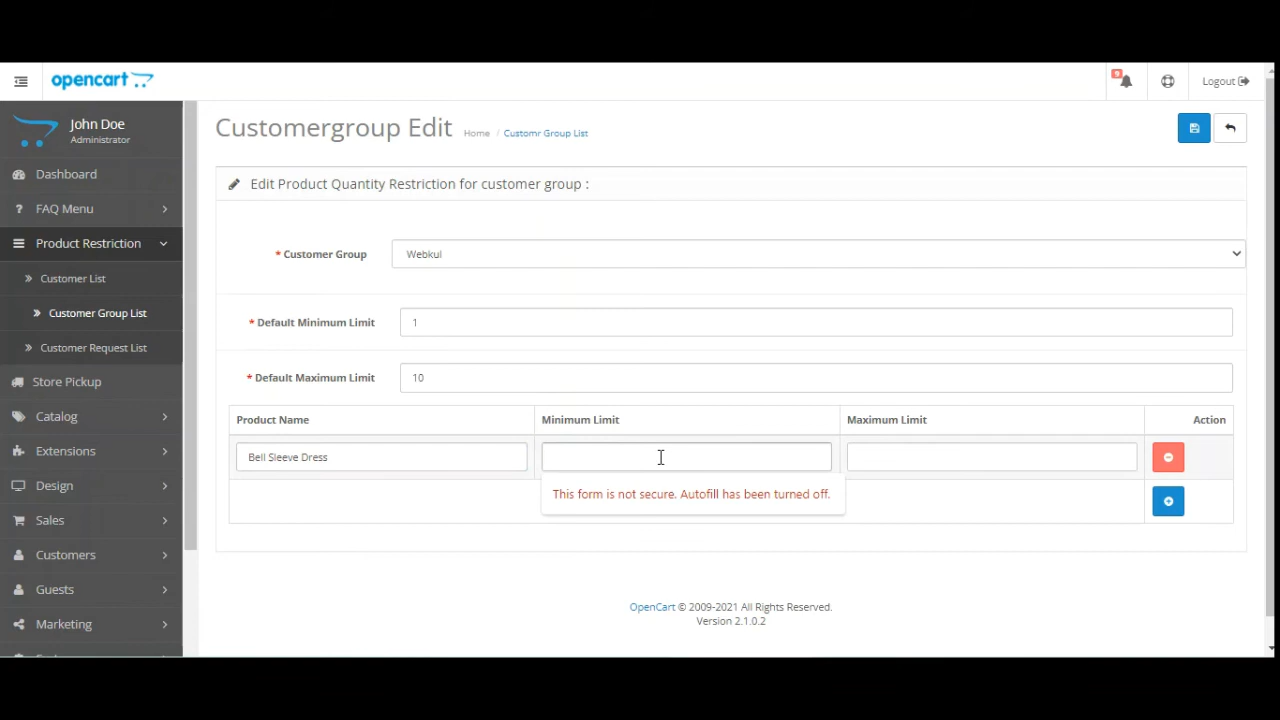 opencart
9
Logout
John Doe
Administrator
Customergroup Edit
Home / Customr Group List
Dashboard
? FAQ Menu
Product Restriction
Customer List
Customer Group List
Customer Request List
Store Pickup
Catalog
Extensions
Design
Sales
Customers
Guests
Marketing
Edit Product Quantity Restriction for customer group :
* Customer Group Webkul
* Default Minimum Limit 1
* Default Maximum Limit 10
Product Name Minimum Limit Maximum Limit Action
Bell Sleeve Dress
This form is not secure. Autofill has been turned off.
OpenCart © 2009-2021 All Rights Reserved.
Version 2.1.0.2